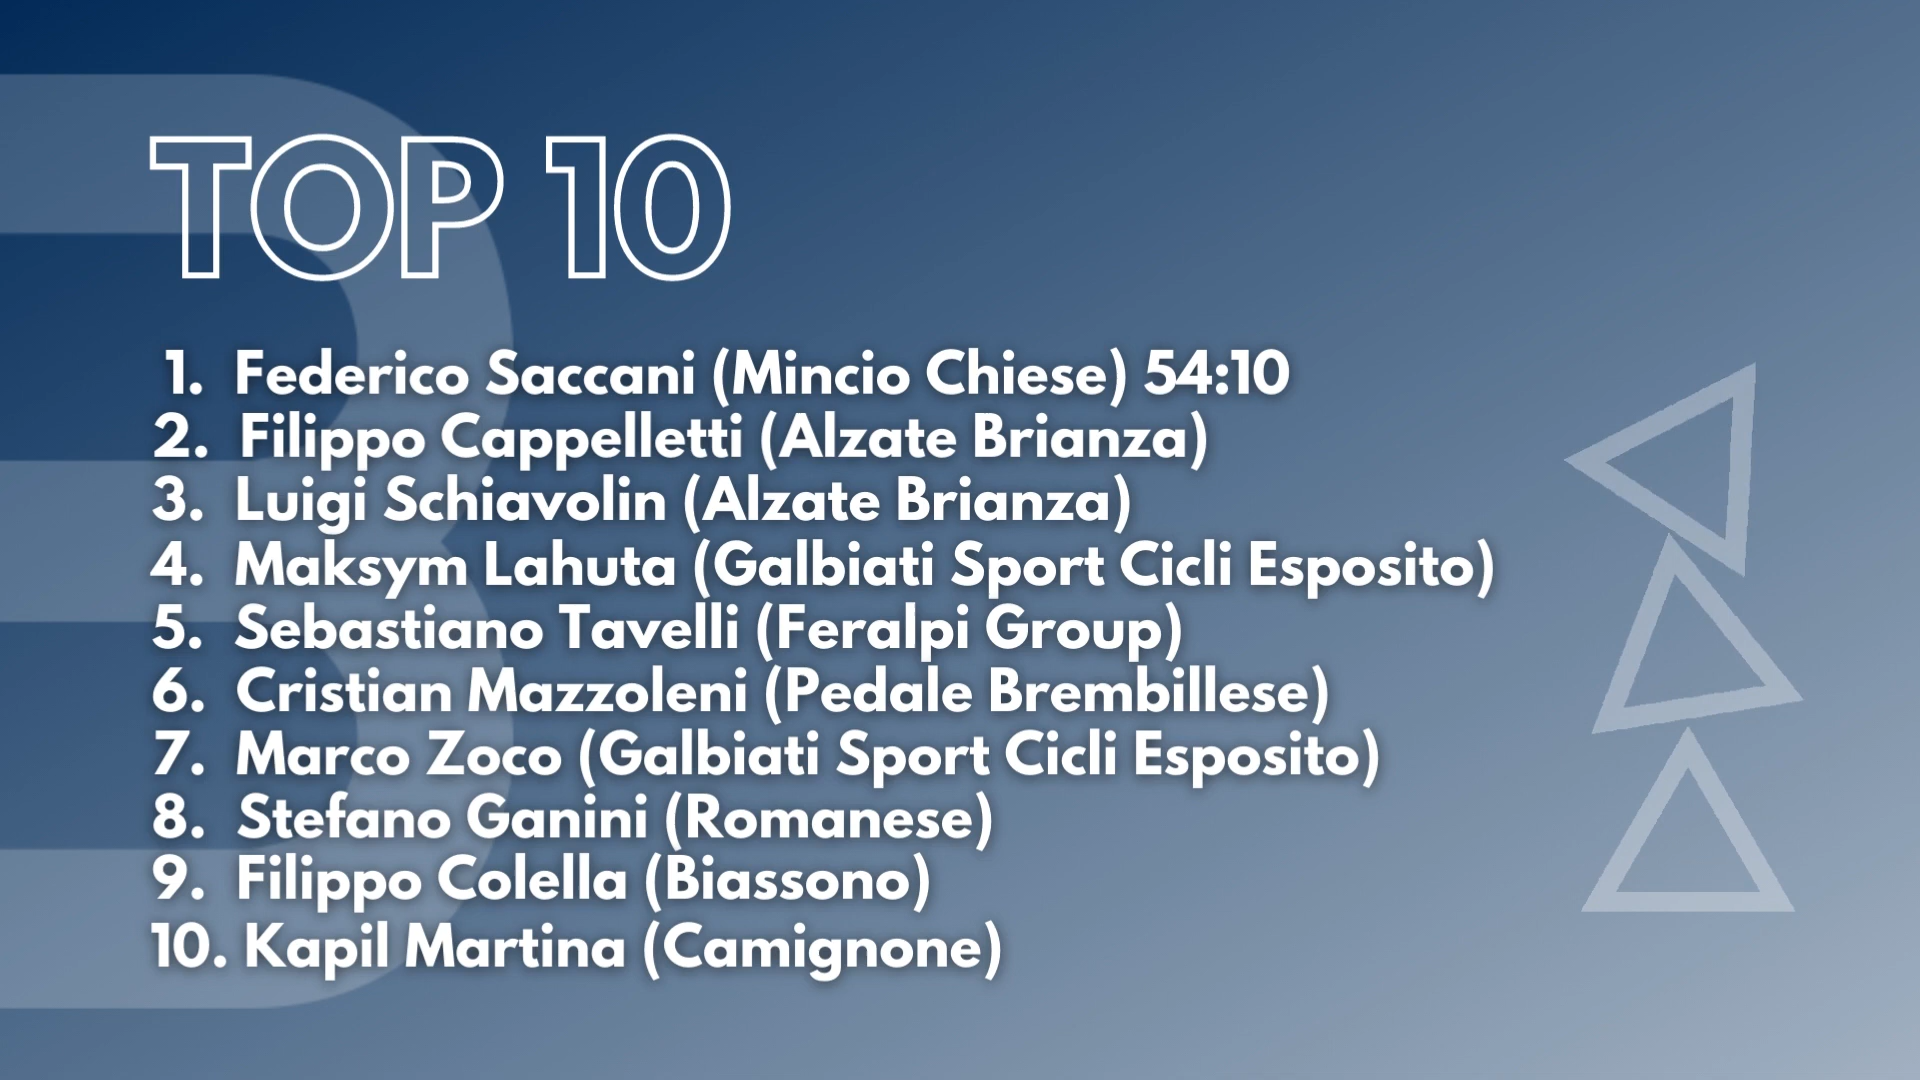 TOP 10
1. Federico Saccani (Mincio Chiese) 54:10
2. Filippo Cappelletti (Alzate Brianza)
3. Luigi Schiavolin (Alzate Brianza)
4. Maksym Lahuta (Galbiati Sport Cicli Esposito)
5. Sebastiano Tavelli (Feralpi Group)
6. Cristian Mazzoleni (Pedale Brembillese)
7. Marco Zoco (Galbiati Sport Cicli Esposito)
8. Stefano Ganini (Romanese)
9. Filippo Colella (Biassono)
10. Kapil Martina (Camignone)